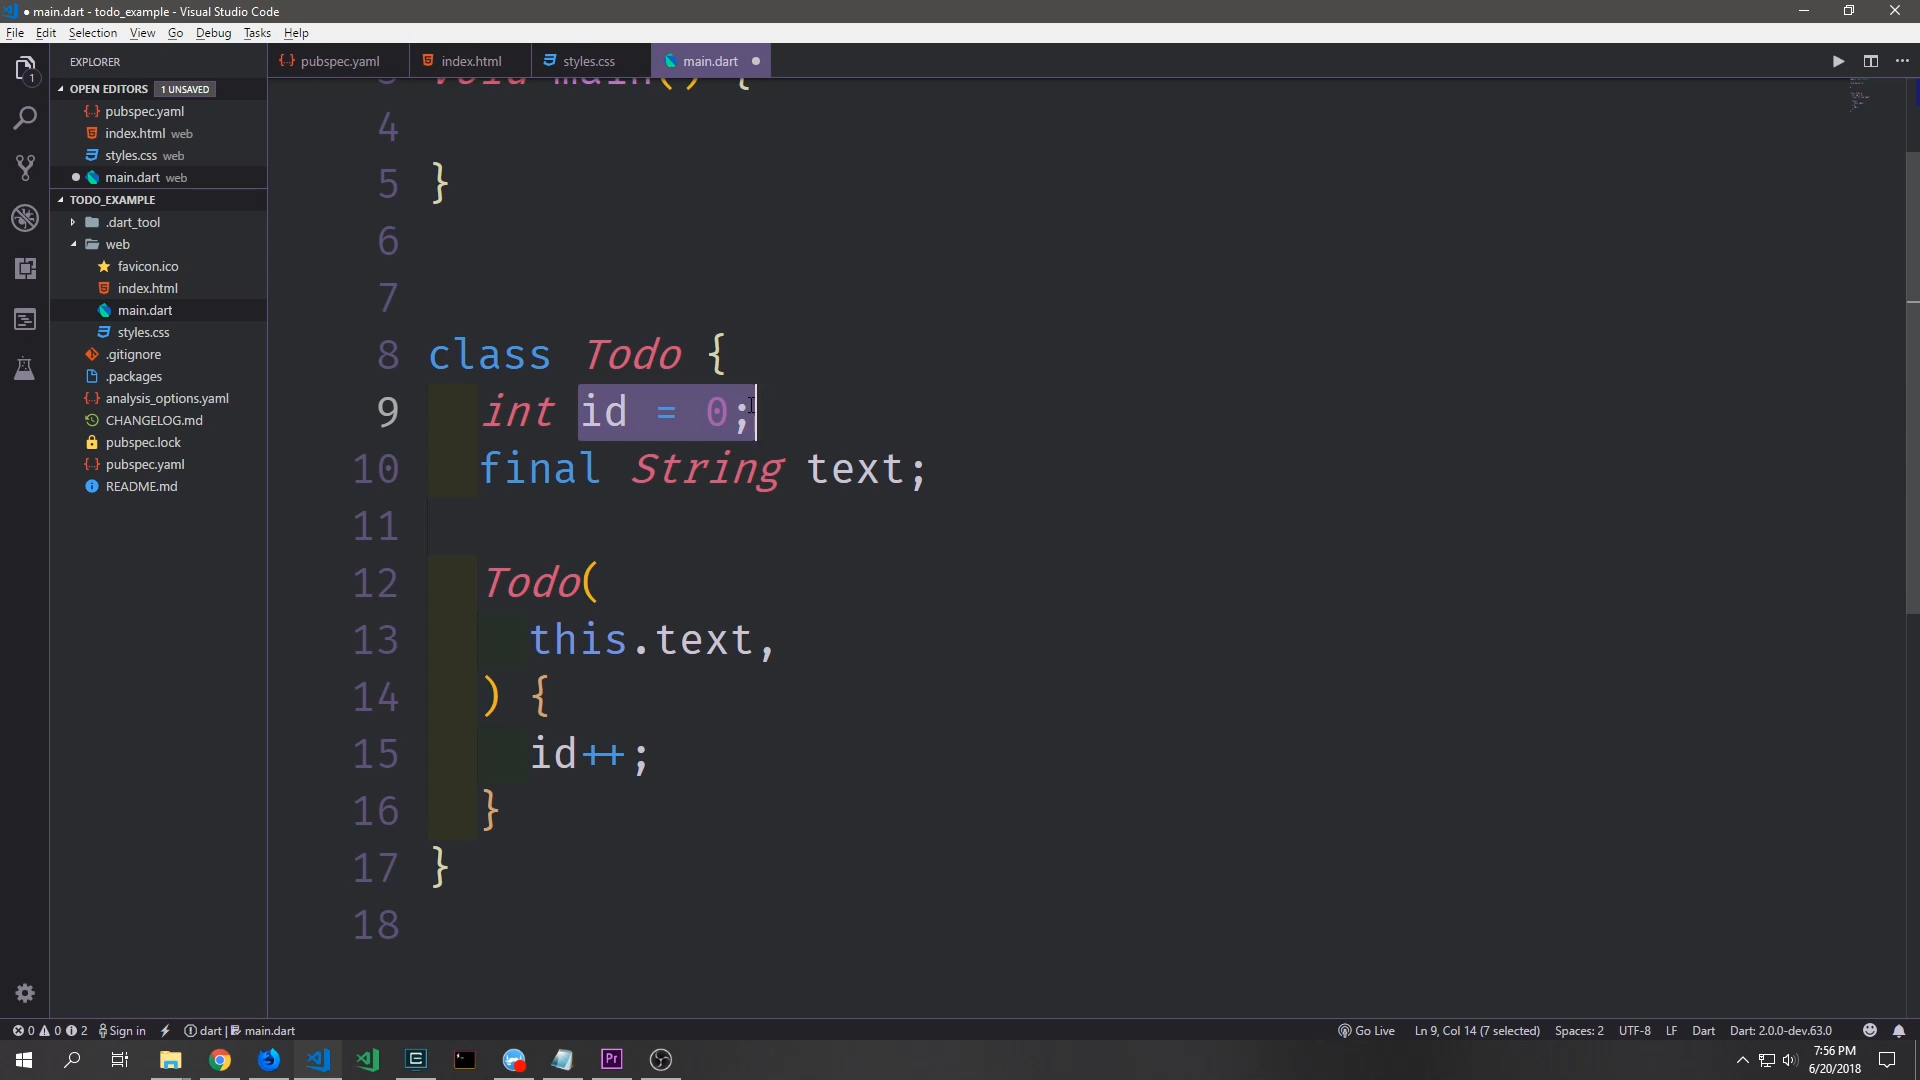 ● main.dart - todo_example - Visual Studio Code
File Edit Selection View Go Debug Tasks Help
EXPLORER
pubspec.yaml index.html styles.css main.dart
OPEN EDITORS 1 UNSAVED
pubspec.yaml
index.html web
styles.css web
main.dart web
TODO_EXAMPLE
.dart_tool
web
favicon.ico
index.html
main.dart
styles.css
.gitignore
.packages
analysis_options.yaml
CHANGELOG.md
pubspec.lock
pubspec.yaml
README.md
1
3 void main() {
4
5 }
6
7
8 class Todo {
9 int id = 0;
10 final String text;
11
12 Todo(
13 this.text,
14 ) {
15 id++;
16 }
17 }
18
0 0 2 Sign in dart | main.dart
Go Live Ln 9, Col 14 (7 selected) Spaces: 2 UTF-8 LF Dart Dart: 2.0.0-dev.63.0
Pr
7:56 PM
6/20/2018